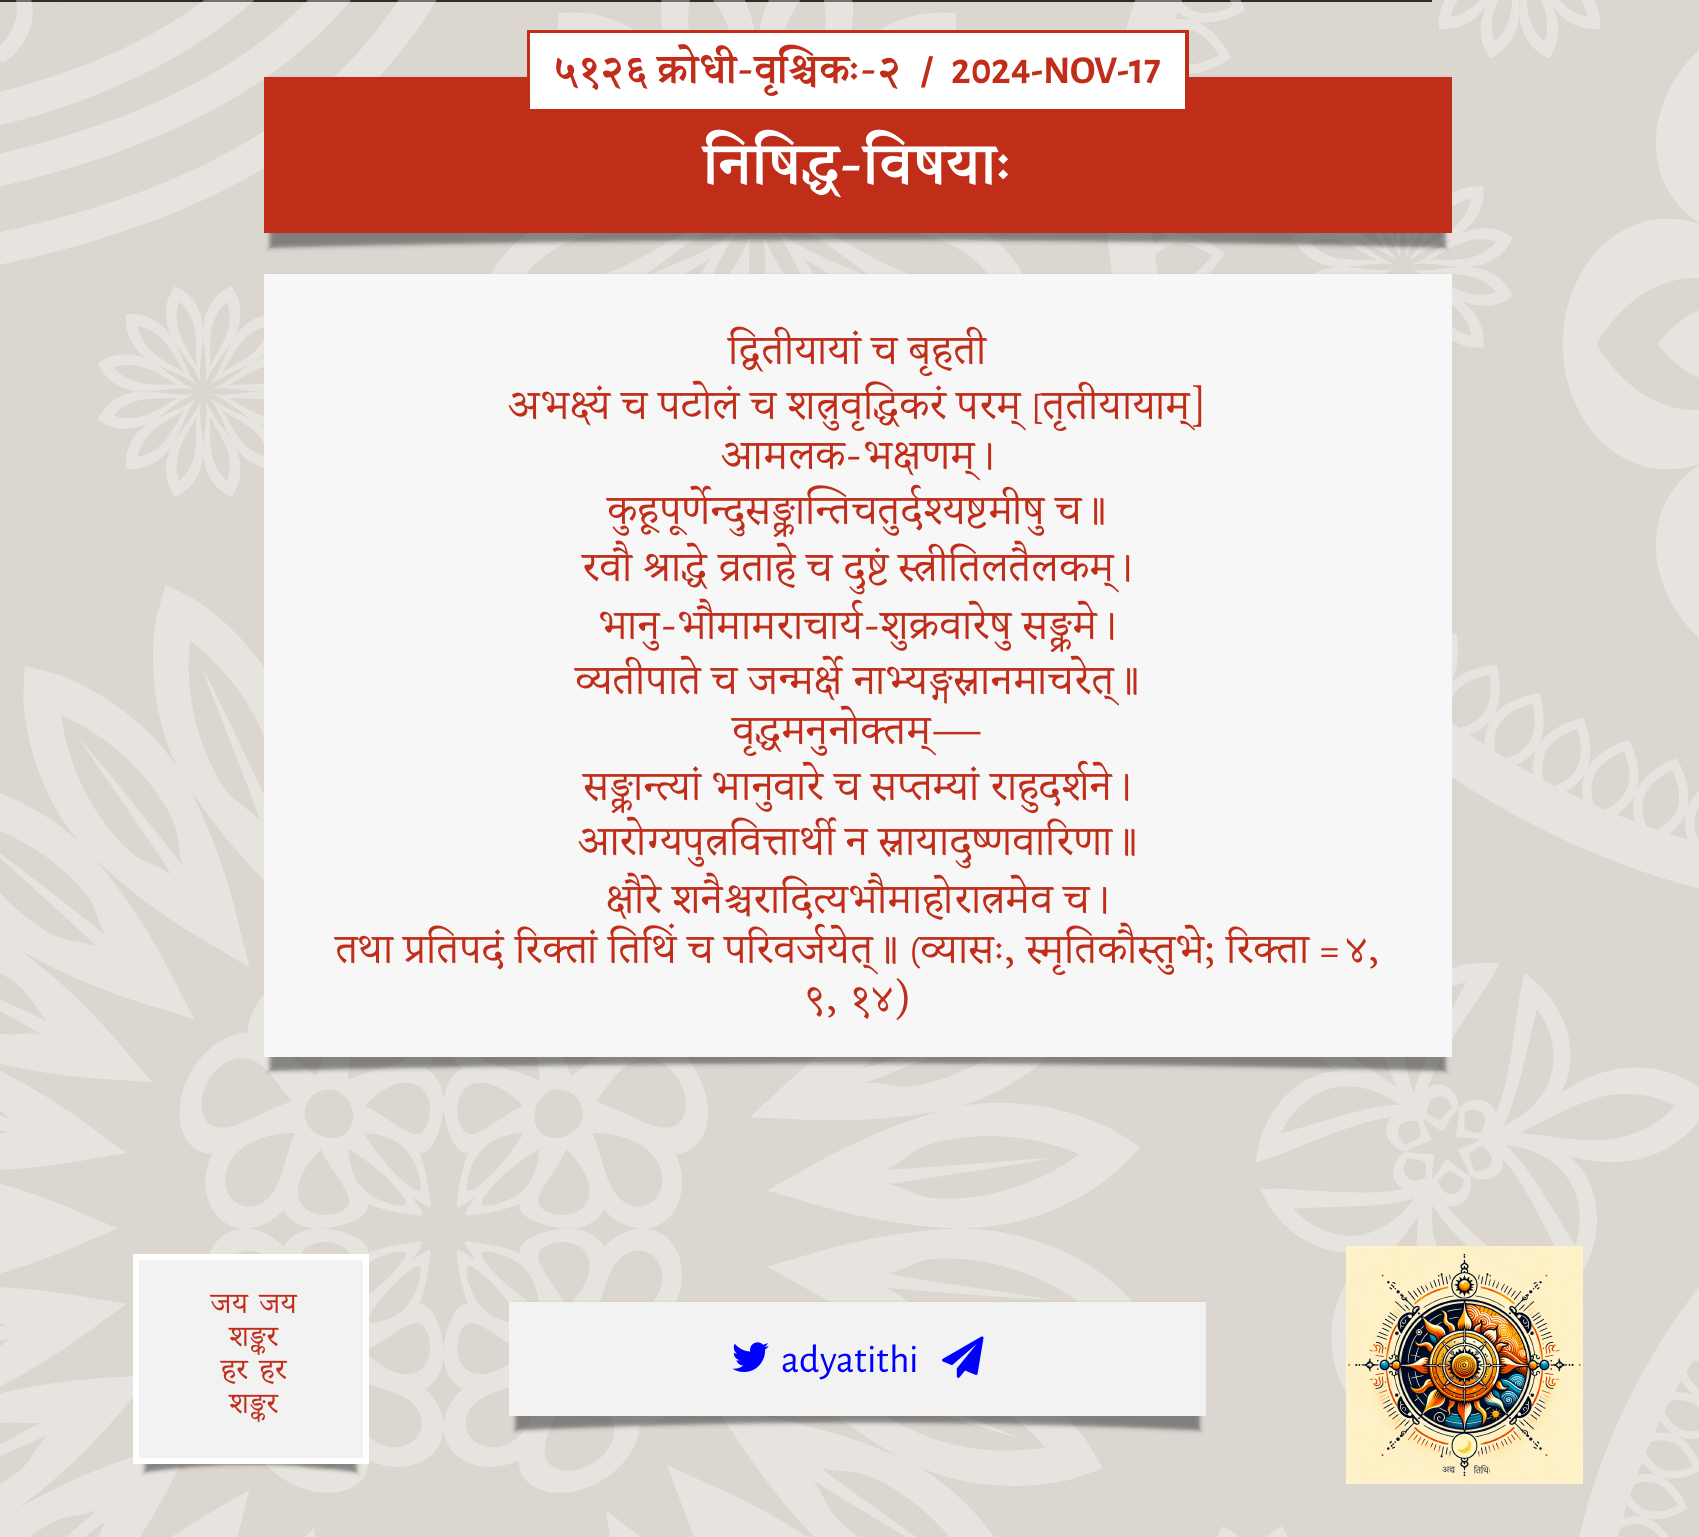 ५१२६ क्रोधी-वृश्चिकः-२ / 2024-NOV-17
निषिद्ध-विषयाः
द्वितीयायां च बृहती
अभक्ष्यं च पटोलं च शत्रुवृद्धिकरं परम् [तृतीयायाम्]
आमलक-भक्षणम्।
कुहूपूर्णेन्दुसङ्क्रान्तिचतुर्दश्यष्टमीषु च॥
रवौ श्राद्धे व्रताहे च दुष्टं स्त्रीतिलतैलकम्।
भानु-भौमामराचार्य-शुक्रवारेषु सङ्क्रमे।
व्यतीपाते च जन्मर्क्षे नाभ्यङ्गस्नानमाचरेत्॥
वृद्धमनुनोक्तम्—
सङ्क्रान्त्यां भानुवारे च सप्तम्यां राहुदर्शने।
आरोग्यपुत्रवित्तार्थी न स्नायादुष्णवारिणा॥
क्षौरे शनैश्चरादित्यभौमाहोरात्रमेव च।
तथा प्रतिपदं रिक्तां तिथिं च परिवर्जयेत्॥ (व्यासः, स्मृतिकौस्तुभे; रिक्ता = ४,
९, १४)
जय जय
शङ्कर
हर हर
शङ्कर
adyatithi
अद्य तिथिः